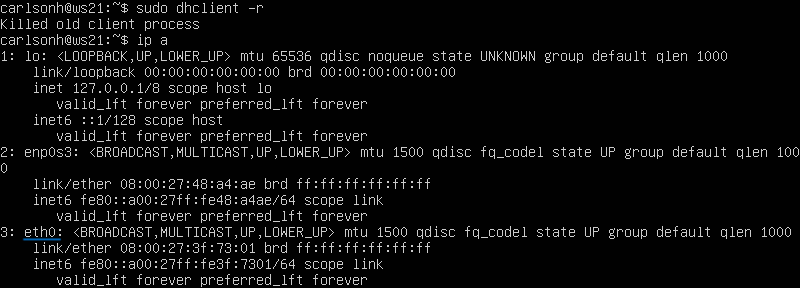 carlsonh@ws21:~$ sudo dhclient -r
Killed old client process
carlsonh@ws21:~$ ip a
1: lo: <LOOPBACK,UP,LOWER_UP> mtu 65536 qdisc noqueue state UNKNOWN group default qlen 1000
    link/loopback 00:00:00:00:00:00 brd 00:00:00:00:00:00
    inet 127.0.0.1/8 scope host lo
       valid_lft forever preferred_lft forever
    inet6 ::1/128 scope host
       valid_lft forever preferred_lft forever
2: enp0s3: <BROADCAST,MULTICAST,UP,LOWER_UP> mtu 1500 qdisc fq_codel state UP group default qlen 100
0
    link/ether 08:00:27:48:a4:ae brd ff:ff:ff:ff:ff:ff
    inet6 fe80::a00:27ff:fe48:a4ae/64 scope link
       valid_lft forever preferred_lft forever
3: eth0: <BROADCAST,MULTICAST,UP,LOWER_UP> mtu 1500 qdisc fq_codel state UP group default qlen 1000
    link/ether 08:00:27:3f:73:01 brd ff:ff:ff:ff:ff:ff
    inet6 fe80::a00:27ff:fe3f:7301/64 scope link
       valid_lft forever preferred_lft forever